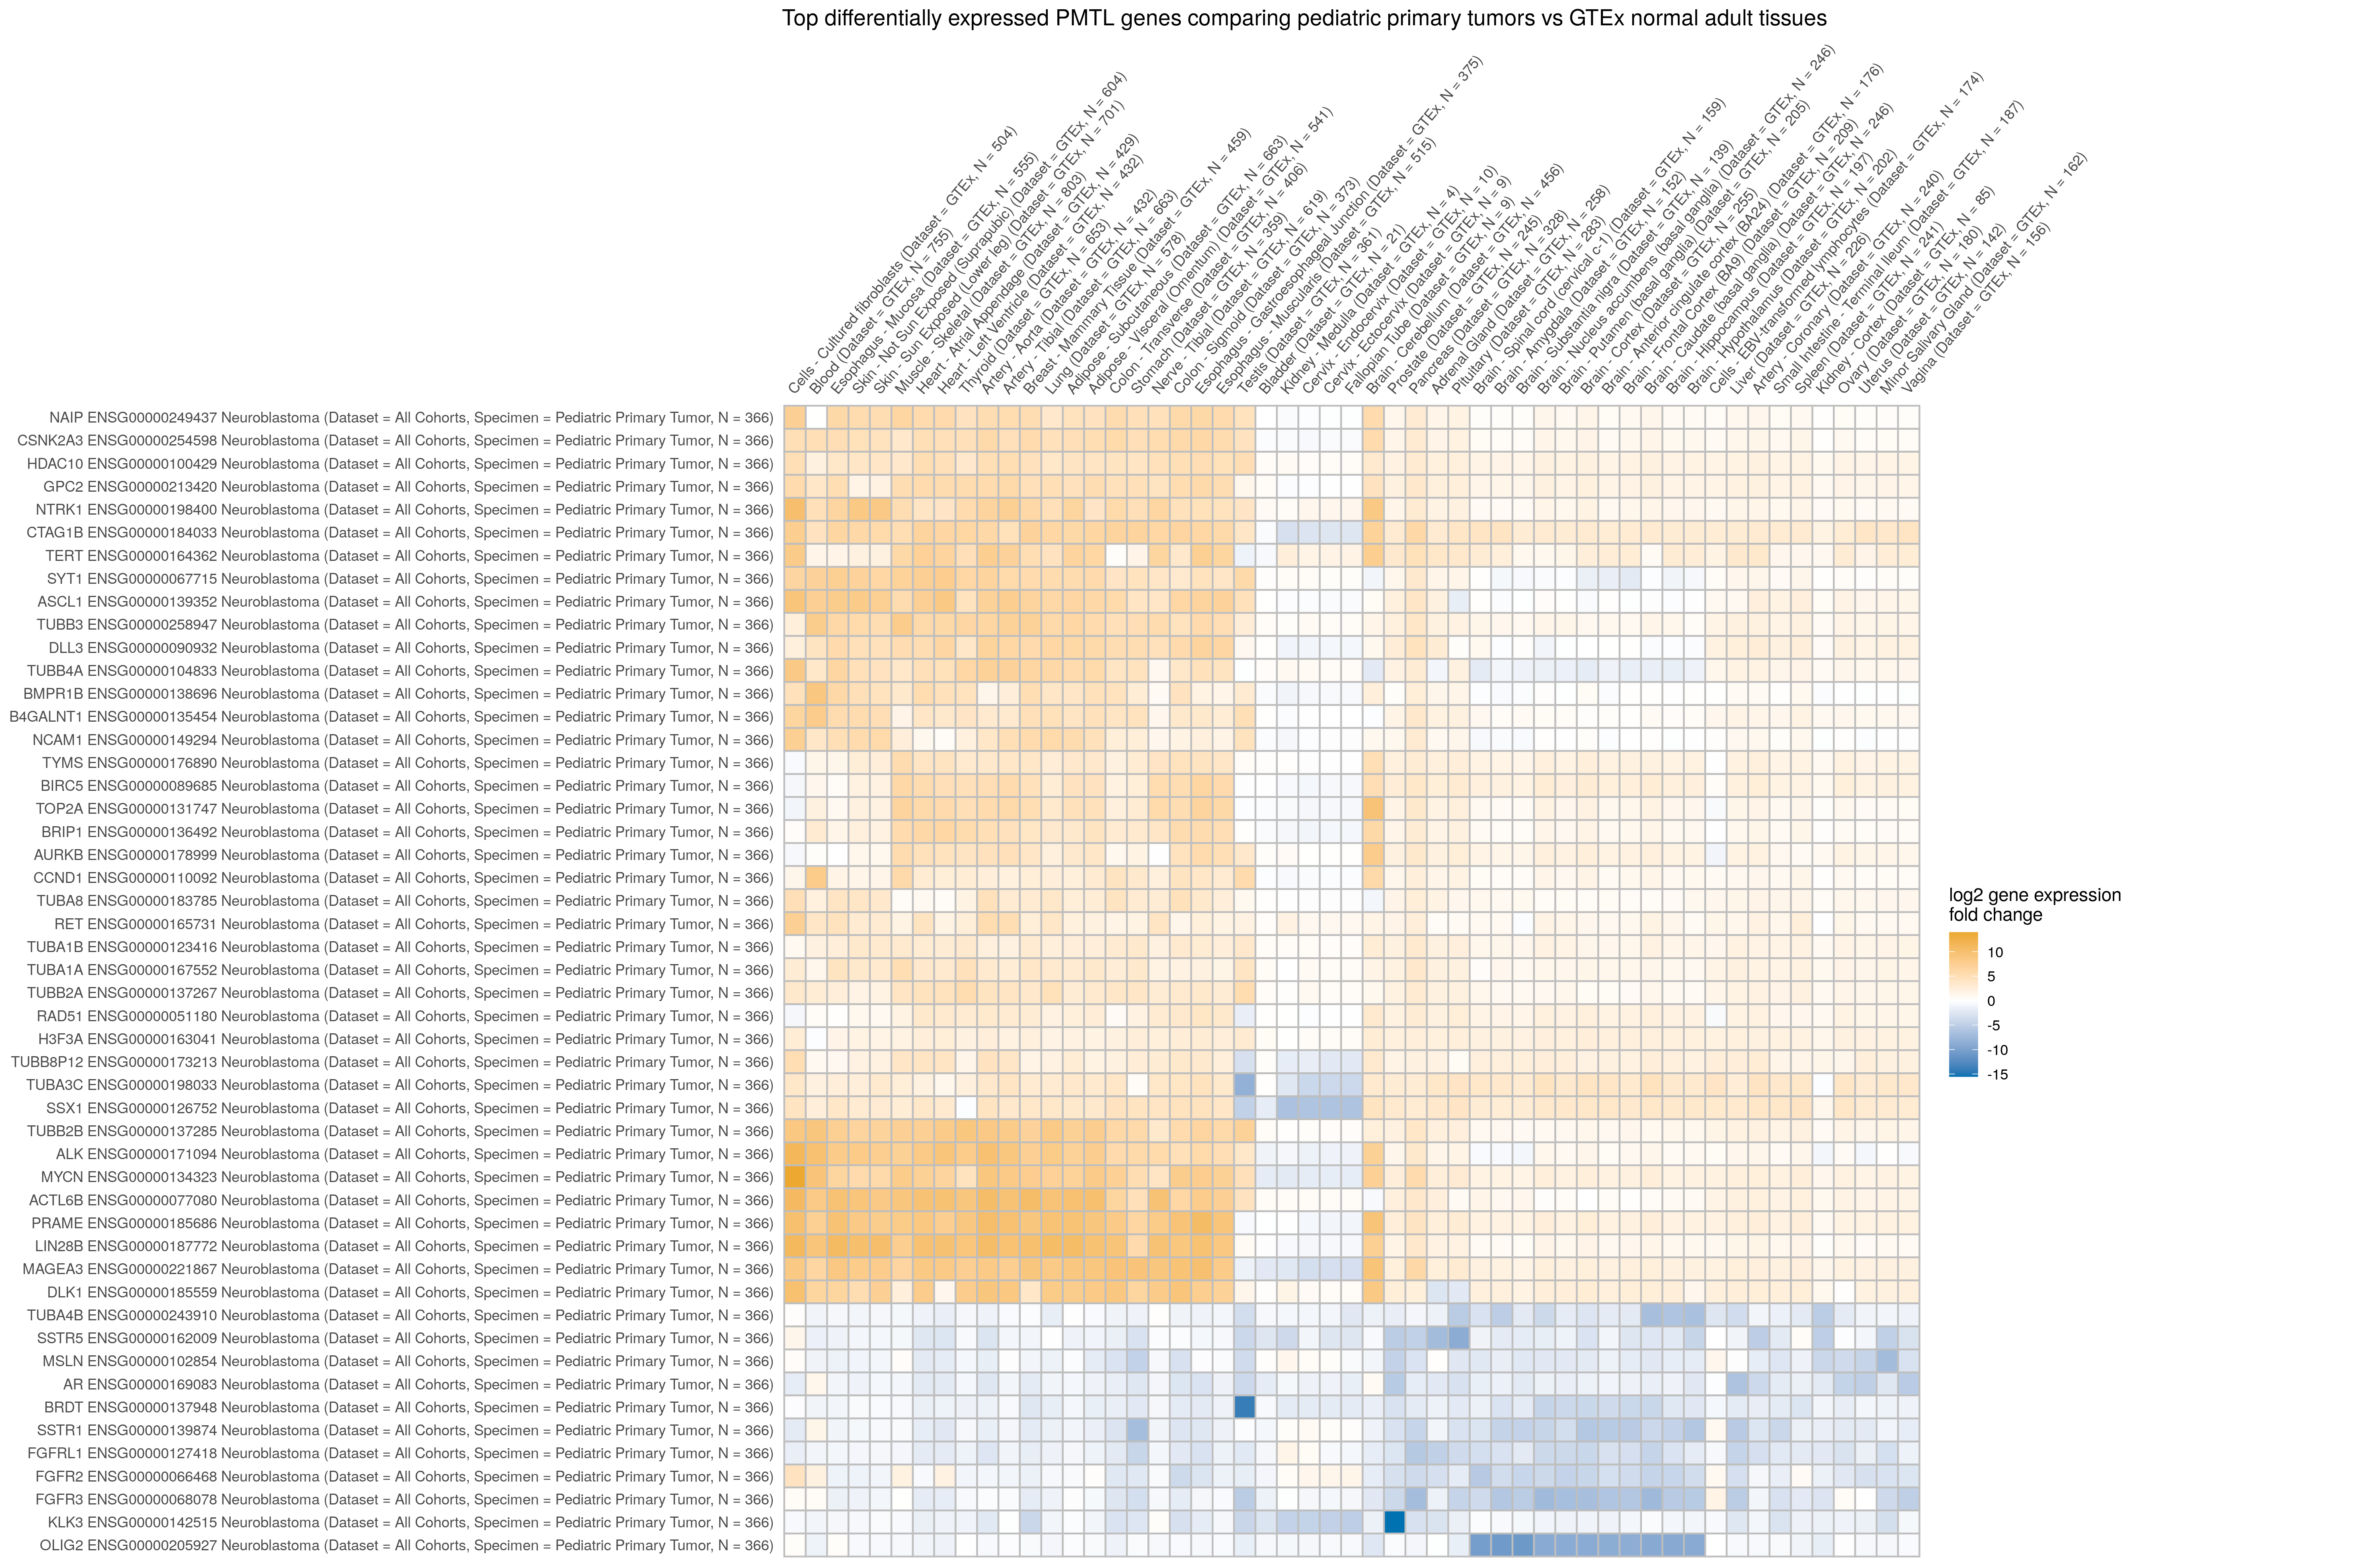 Top differentially expressed PMTL genes comparing pediatric primary tumors vs GTEx normal adult tissues
Cells - Cultured fibroblasts (Dataset = GTEx, N = 504)
Blood (Dataset = GTEx, N = 755)
Esophagus - Mucosa (Dataset = GTEx, N = 555)
Skin - Not Sun Exposed (Suprapubic) (Dataset = GTEx, N = 604)
Skin - Sun Exposed (Lower leg) (Dataset = GTEx, N = 701)
Muscle - Skeletal (Dataset = GTEx, N = 803)
Heart - Atrial Appendage (Dataset = GTEx, N = 429)
Heart - Left Ventricle (Dataset = GTEx, N = 432)
Thyroid (Dataset = GTEx, N = 653)
Artery - Aorta (Dataset = GTEx, N = 432)
Artery - Tibial (Dataset = GTEx, N = 663)
Breast - Mammary Tissue (Dataset = GTEx, N = 459)
Lung (Dataset = GTEx, N = 578)
Adipose - Subcutaneous (Dataset = GTEx, N = 663)
Adipose - Visceral (Omentum) (Dataset = GTEx, N = 541)
Colon - Transverse (Dataset = GTEx, N = 406)
Stomach (Dataset = GTEx, N = 359)
Nerve - Tibial (Dataset = GTEx, N = 619)
Colon - Sigmoid (Dataset = GTEx, N = 373)
Esophagus - Gastroesophageal Junction (Dataset = GTEx, N = 375)
Esophagus - Muscularis (Dataset = GTEx, N = 515)
Testis (Dataset = GTEx, N = 361)
Bladder (Dataset = GTEx, N = 21)
Kidney - Medulla (Dataset = GTEx, N = 4)
Cervix - Endocervix (Dataset = GTEx, N = 10)
Cervix - Ectocervix (Dataset = GTEx, N = 9)
Fallopian Tube (Dataset = GTEx, N = 9)
Brain - Cerebellum (Dataset = GTEx, N = 456)
Prostate (Dataset = GTEx, N = 245)
Pancreas (Dataset = GTEx, N = 328)
Adrenal Gland (Dataset = GTEx, N = 258)
Pituitary (Dataset = GTEx, N = 283)
Brain - Spinal cord (cervical c-1) (Dataset = GTEx, N = 159)
Brain - Amygdala (Dataset = GTEx, N = 152)
Brain - Substantia nigra (Dataset = GTEx, N = 139)
Brain - Nucleus accumbens (basal ganglia) (Dataset = GTEx, N = 246)
Brain - Putamen (basal ganglia) (Dataset = GTEx, N = 205)
Brain - Cortex (Dataset = GTEx, N = 255)
Brain - Anterior cingulate cortex (BA24) (Dataset = GTEx, N = 176)
Brain - Frontal Cortex (BA9) (Dataset = GTEx, N = 209)
Brain - Caudate (basal ganglia) (Dataset = GTEx, N = 246)
Brain - Hippocampus (Dataset = GTEx, N = 197)
Brain - Hypothalamus (Dataset = GTEx, N = 202)
Cells - EBV-transformed lymphocytes (Dataset = GTEx, N = 174)
Liver (Dataset = GTEx, N = 226)
Artery - Coronary (Dataset = GTEx, N = 240)
Small Intestine - Terminal Ileum (Dataset = GTEx, N = 187)
Spleen (Dataset = GTEx, N = 241)
Kidney - Cortex (Dataset = GTEx, N = 85)
Ovary (Dataset = GTEx, N = 180)
Uterus (Dataset = GTEx, N = 142)
Minor Salivary Gland (Dataset = GTEx, N = 162)
Vagina (Dataset = GTEx, N = 156)
NAIP ENSG00000249437 Neuroblastoma (Dataset = All Cohorts, Specimen = Pediatric Primary Tumor, N = 366)
CSNK2A3 ENSG00000254598 Neuroblastoma (Dataset = All Cohorts, Specimen = Pediatric Primary Tumor, N = 366)
HDAC10 ENSG00000100429 Neuroblastoma (Dataset = All Cohorts, Specimen = Pediatric Primary Tumor, N = 366)
GPC2 ENSG00000213420 Neuroblastoma (Dataset = All Cohorts, Specimen = Pediatric Primary Tumor, N = 366)
NTRK1 ENSG00000198400 Neuroblastoma (Dataset = All Cohorts, Specimen = Pediatric Primary Tumor, N = 366)
CTAG1B ENSG00000184033 Neuroblastoma (Dataset = All Cohorts, Specimen = Pediatric Primary Tumor, N = 366)
TERT ENSG00000164362 Neuroblastoma (Dataset = All Cohorts, Specimen = Pediatric Primary Tumor, N = 366)
SYT1 ENSG00000067715 Neuroblastoma (Dataset = All Cohorts, Specimen = Pediatric Primary Tumor, N = 366)
ASCL1 ENSG00000139352 Neuroblastoma (Dataset = All Cohorts, Specimen = Pediatric Primary Tumor, N = 366)
TUBB3 ENSG00000258947 Neuroblastoma (Dataset = All Cohorts, Specimen = Pediatric Primary Tumor, N = 366)
DLL3 ENSG00000090932 Neuroblastoma (Dataset = All Cohorts, Specimen = Pediatric Primary Tumor, N = 366)
TUBB4A ENSG00000104833 Neuroblastoma (Dataset = All Cohorts, Specimen = Pediatric Primary Tumor, N = 366)
BMPR1B ENSG00000138696 Neuroblastoma (Dataset = All Cohorts, Specimen = Pediatric Primary Tumor, N = 366)
B4GALNT1 ENSG00000135454 Neuroblastoma (Dataset = All Cohorts, Specimen = Pediatric Primary Tumor, N = 366)
NCAM1 ENSG00000149294 Neuroblastoma (Dataset = All Cohorts, Specimen = Pediatric Primary Tumor, N = 366)
TYMS ENSG00000176890 Neuroblastoma (Dataset = All Cohorts, Specimen = Pediatric Primary Tumor, N = 366)
BIRC5 ENSG00000089685 Neuroblastoma (Dataset = All Cohorts, Specimen = Pediatric Primary Tumor, N = 366)
TOP2A ENSG00000131747 Neuroblastoma (Dataset = All Cohorts, Specimen = Pediatric Primary Tumor, N = 366)
BRIP1 ENSG00000136492 Neuroblastoma (Dataset = All Cohorts, Specimen = Pediatric Primary Tumor, N = 366)
AURKB ENSG00000178999 Neuroblastoma (Dataset = All Cohorts, Specimen = Pediatric Primary Tumor, N = 366)
CCND1 ENSG00000110092 Neuroblastoma (Dataset = All Cohorts, Specimen = Pediatric Primary Tumor, N = 366)
TUBA8 ENSG00000183785 Neuroblastoma (Dataset = All Cohorts, Specimen = Pediatric Primary Tumor, N = 366)
RET ENSG00000165731 Neuroblastoma (Dataset = All Cohorts, Specimen = Pediatric Primary Tumor, N = 366)
TUBA1B ENSG00000123416 Neuroblastoma (Dataset = All Cohorts, Specimen = Pediatric Primary Tumor, N = 366)
TUBA1A ENSG00000167552 Neuroblastoma (Dataset = All Cohorts, Specimen = Pediatric Primary Tumor, N = 366)
TUBB2A ENSG00000137267 Neuroblastoma (Dataset = All Cohorts, Specimen = Pediatric Primary Tumor, N = 366)
RAD51 ENSG00000051180 Neuroblastoma (Dataset = All Cohorts, Specimen = Pediatric Primary Tumor, N = 366)
H3F3A ENSG00000163041 Neuroblastoma (Dataset = All Cohorts, Specimen = Pediatric Primary Tumor, N = 366)
TUBB8P12 ENSG00000173213 Neuroblastoma (Dataset = All Cohorts, Specimen = Pediatric Primary Tumor, N = 366)
TUBA3C ENSG00000198033 Neuroblastoma (Dataset = All Cohorts, Specimen = Pediatric Primary Tumor, N = 366)
SSX1 ENSG00000126752 Neuroblastoma (Dataset = All Cohorts, Specimen = Pediatric Primary Tumor, N = 366)
TUBB2B ENSG00000137285 Neuroblastoma (Dataset = All Cohorts, Specimen = Pediatric Primary Tumor, N = 366)
ALK ENSG00000171094 Neuroblastoma (Dataset = All Cohorts, Specimen = Pediatric Primary Tumor, N = 366)
MYCN ENSG00000134323 Neuroblastoma (Dataset = All Cohorts, Specimen = Pediatric Primary Tumor, N = 366)
ACTL6B ENSG00000077080 Neuroblastoma (Dataset = All Cohorts, Specimen = Pediatric Primary Tumor, N = 366)
PRAME ENSG00000185686 Neuroblastoma (Dataset = All Cohorts, Specimen = Pediatric Primary Tumor, N = 366)
LIN28B ENSG00000187772 Neuroblastoma (Dataset = All Cohorts, Specimen = Pediatric Primary Tumor, N = 366)
MAGEA3 ENSG00000221867 Neuroblastoma (Dataset = All Cohorts, Specimen = Pediatric Primary Tumor, N = 366)
DLK1 ENSG00000185559 Neuroblastoma (Dataset = All Cohorts, Specimen = Pediatric Primary Tumor, N = 366)
TUBA4B ENSG00000243910 Neuroblastoma (Dataset = All Cohorts, Specimen = Pediatric Primary Tumor, N = 366)
SSTR5 ENSG00000162009 Neuroblastoma (Dataset = All Cohorts, Specimen = Pediatric Primary Tumor, N = 366)
MSLN ENSG00000102854 Neuroblastoma (Dataset = All Cohorts, Specimen = Pediatric Primary Tumor, N = 366)
AR ENSG00000169083 Neuroblastoma (Dataset = All Cohorts, Specimen = Pediatric Primary Tumor, N = 366)
BRDT ENSG00000137948 Neuroblastoma (Dataset = All Cohorts, Specimen = Pediatric Primary Tumor, N = 366)
SSTR1 ENSG00000139874 Neuroblastoma (Dataset = All Cohorts, Specimen = Pediatric Primary Tumor, N = 366)
FGFRL1 ENSG00000127418 Neuroblastoma (Dataset = All Cohorts, Specimen = Pediatric Primary Tumor, N = 366)
FGFR2 ENSG00000066468 Neuroblastoma (Dataset = All Cohorts, Specimen = Pediatric Primary Tumor, N = 366)
FGFR3 ENSG00000068078 Neuroblastoma (Dataset = All Cohorts, Specimen = Pediatric Primary Tumor, N = 366)
KLK3 ENSG00000142515 Neuroblastoma (Dataset = All Cohorts, Specimen = Pediatric Primary Tumor, N = 366)
OLIG2 ENSG00000205927 Neuroblastoma (Dataset = All Cohorts, Specimen = Pediatric Primary Tumor, N = 366)
log2 gene expression
fold change
10
5
0
-5
-10
-15